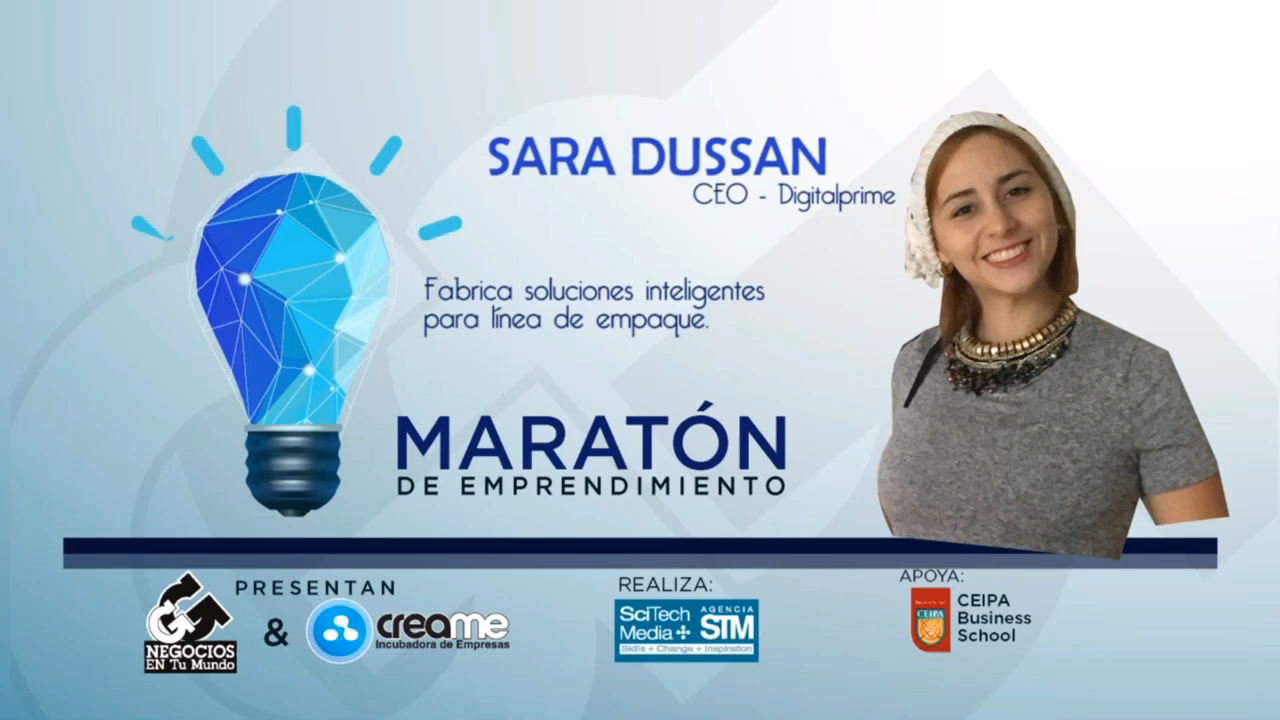 SARA DUSSAN
CEO - Digitalprime
Fabrica soluciones inteligentes
para línea de empaque.
MARATÓN
DE EMPRENDIMIENTO
PRESENTAN
NEGOCIOS
EN Tu Mundo
&
creame
Incubadora de Empresas
REALIZA:
SciTech
Media
AGENCIA
STM
Skills + Change + Inspiration
APOYA:
CEIPA
CEIPA
Business
School